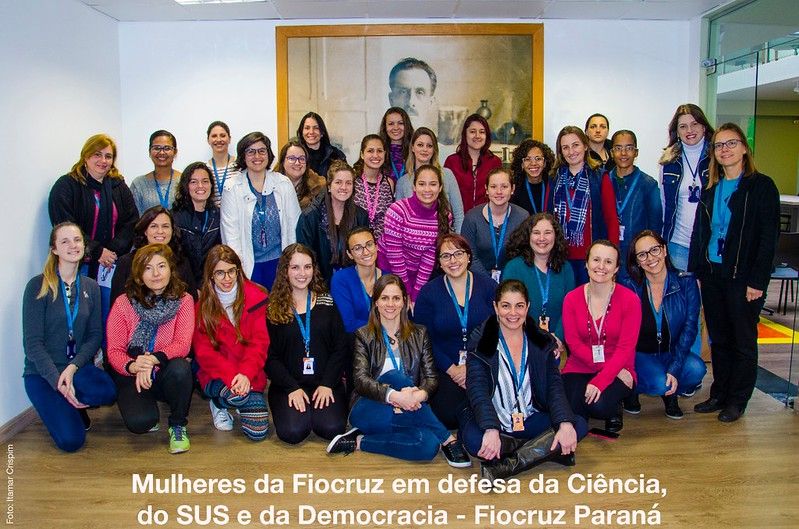 Mulheres da Fiocruz em defesa da Ciência,
do SUS e da Democracia - Fiocruz Paraná
Foto: Itamar Crispim